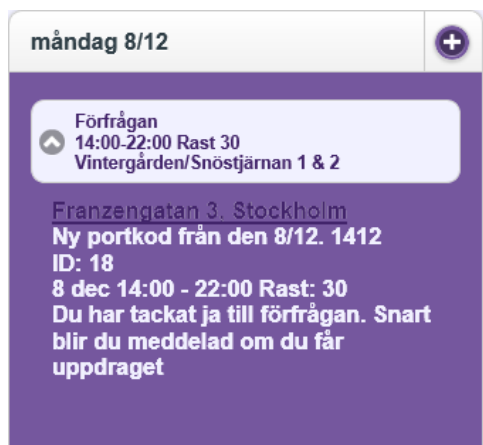 måndag 8/12
Förfrågan
14:00-22:00 Rast 30
Vintergården/Snöstjärnan 1 & 2
Franzengatan 3. Stockholm
Ny portkod från den 8/12. 1412
ID: 18
8 dec 14:00 - 22:00 Rast: 30
Du har tackat ja till förfrågan. Snart
blir du meddelad om du får
uppdraget